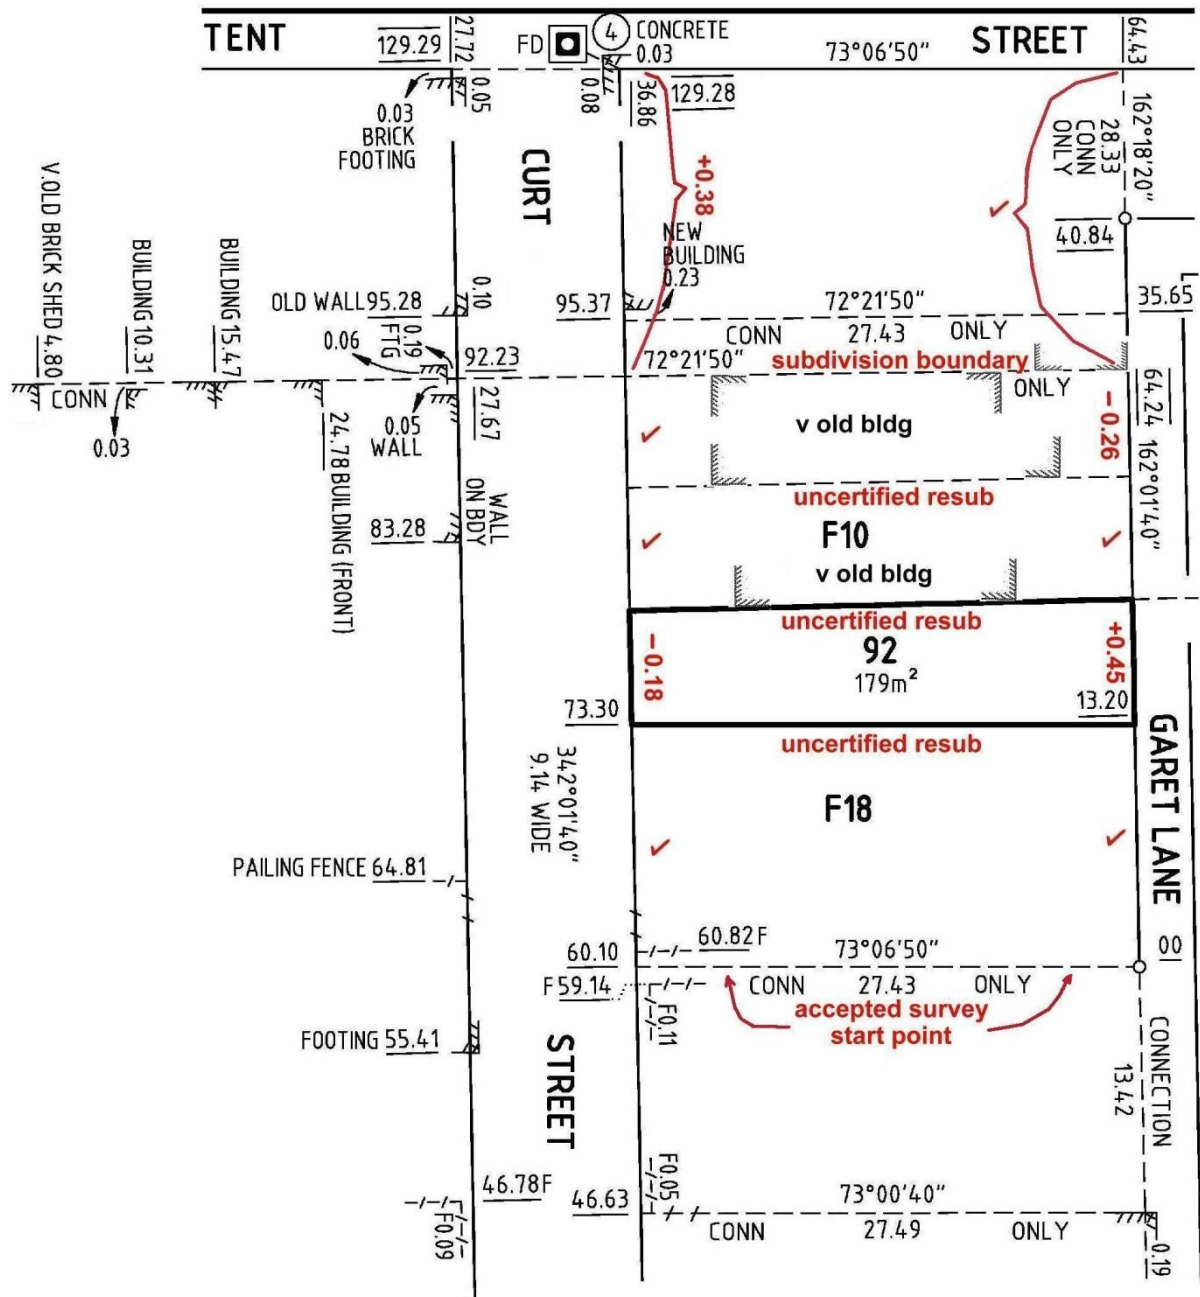 TENT
129.29
27.72
FD
4
CONCRETE
0.03
73°06'50"
STREET
64.43
0.05
0.08
36.86
129.28
0.03
BRICK
FOOTING
CURT
+0.38
162°18'20"
28.33
CONN
ONLY
40.84
NEW
BUILDING
0.23
V.OLD BRICK SHED 4.80
BUILDING 10.31
BUILDING 15.47
OLD WALL 95.28
0.10
95.37
72°21'50"
35.65
CONN 27.43 ONLY
0.06
0.19
FTG
92.23
72°21'50"
subdivision boundary
ONLY
64.24
CONN
0.03
24.78 BUILDING (FRONT)
0.05
WALL
27.67
v old bldg
-0.26
162°01'40"
83.28
WALL
ON BDY
uncertified resub
F10
v old bldg
uncertified resub
92
179m²
-0.18
+0.45
13.20
73.30
uncertified resub
342°01'40"
9.14 WIDE
F18
GARET LANE
PAILING FENCE 64.81
60.82F
60.10
73°06'50"
F 59.14
CONN 27.43 ONLY
F0.11
accepted survey
start point
FOOTING 55.41
STREET
CONNECTION
13.42
46.78F
46.63
F0.05
73°00'40"
F0.09
CONN 27.49 ONLY
0.19